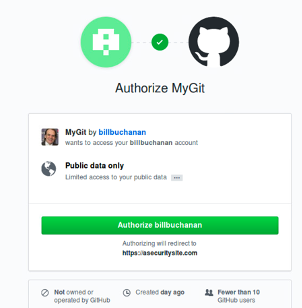 Authorize MyGit
MyGit by billbuchanan
wants to access your billbuchanan account
Public data only
Limited access to your public data
Authorize billbuchanan
Authorizing will redirect to
https://asecuritysite.com
Not owned or
operated by GitHub
Created day ago
Fewer than 10
GitHub users